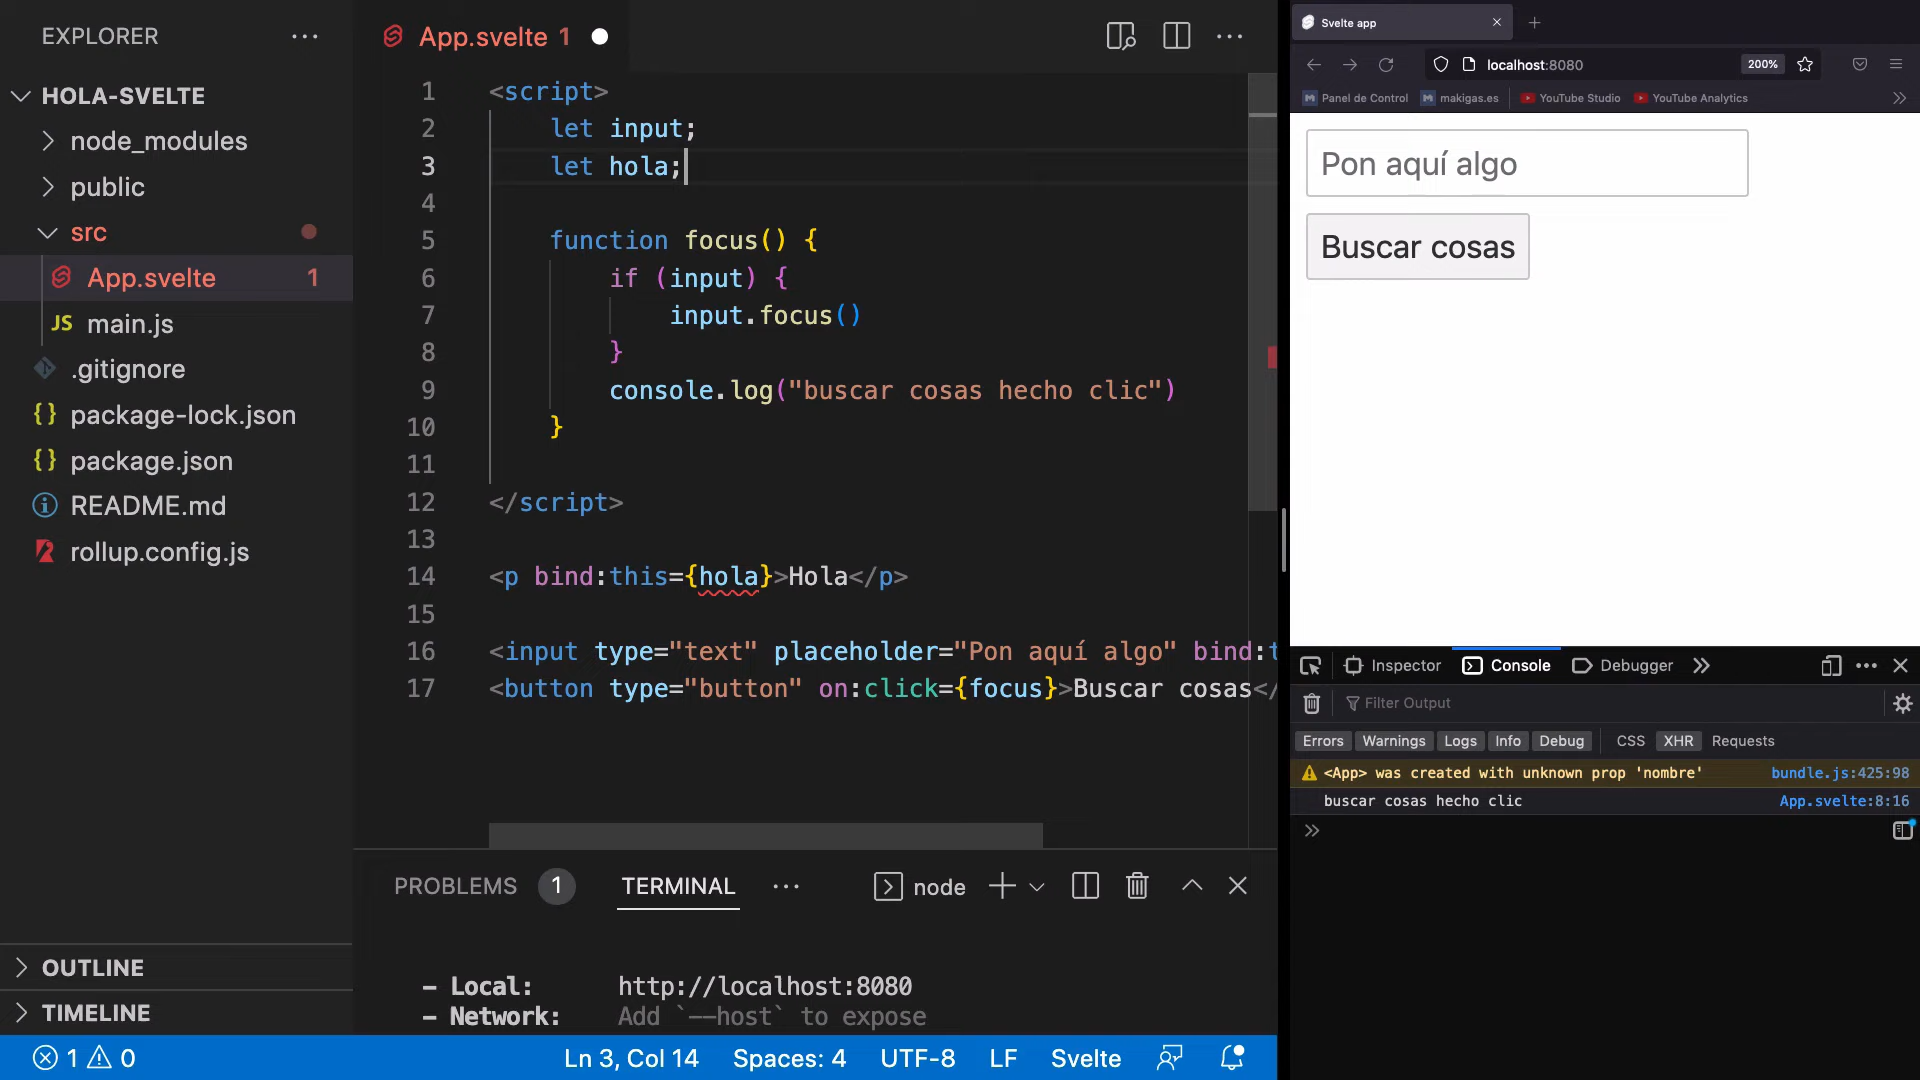 EXPLORER
HOLA-SVELTE
node_modules
public
src
App.svelte 1
JS main.js
.gitignore
{} package-lock.json
{} package.json
README.md
rollup.config.js
OUTLINE
TIMELINE
App.svelte 1
1 <script>
2 let input;
3 let hola;
4
5 function focus() {
6 if (input) {
7 input.focus()
8 }
9 console.log("buscar cosas hecho clic")
10 }
11
12 </script>
13
14 <p bind:this={hola}>Hola</p>
15
16 <input type="text" placeholder="Pon aquí algo" bind:t
17 <button type="button" on:click={focus}>Buscar cosas</
PROBLEMS 1 TERMINAL ··· node
- Local: http://localhost:8080
- Network: Add `--host` to expose
1 0 Ln 3, Col 14 Spaces: 4 UTF-8 LF Svelte
Svelte app
localhost:8080 200%
Panel de Control makigas.es YouTube Studio YouTube Analytics
Pon aquí algo
Buscar cosas
Inspector Console Debugger
Filter Output
Errors Warnings Logs Info Debug CSS XHR Requests
<App> was created with unknown prop 'nombre' bundle.js:425:98
buscar cosas hecho clic App.svelte:8:16